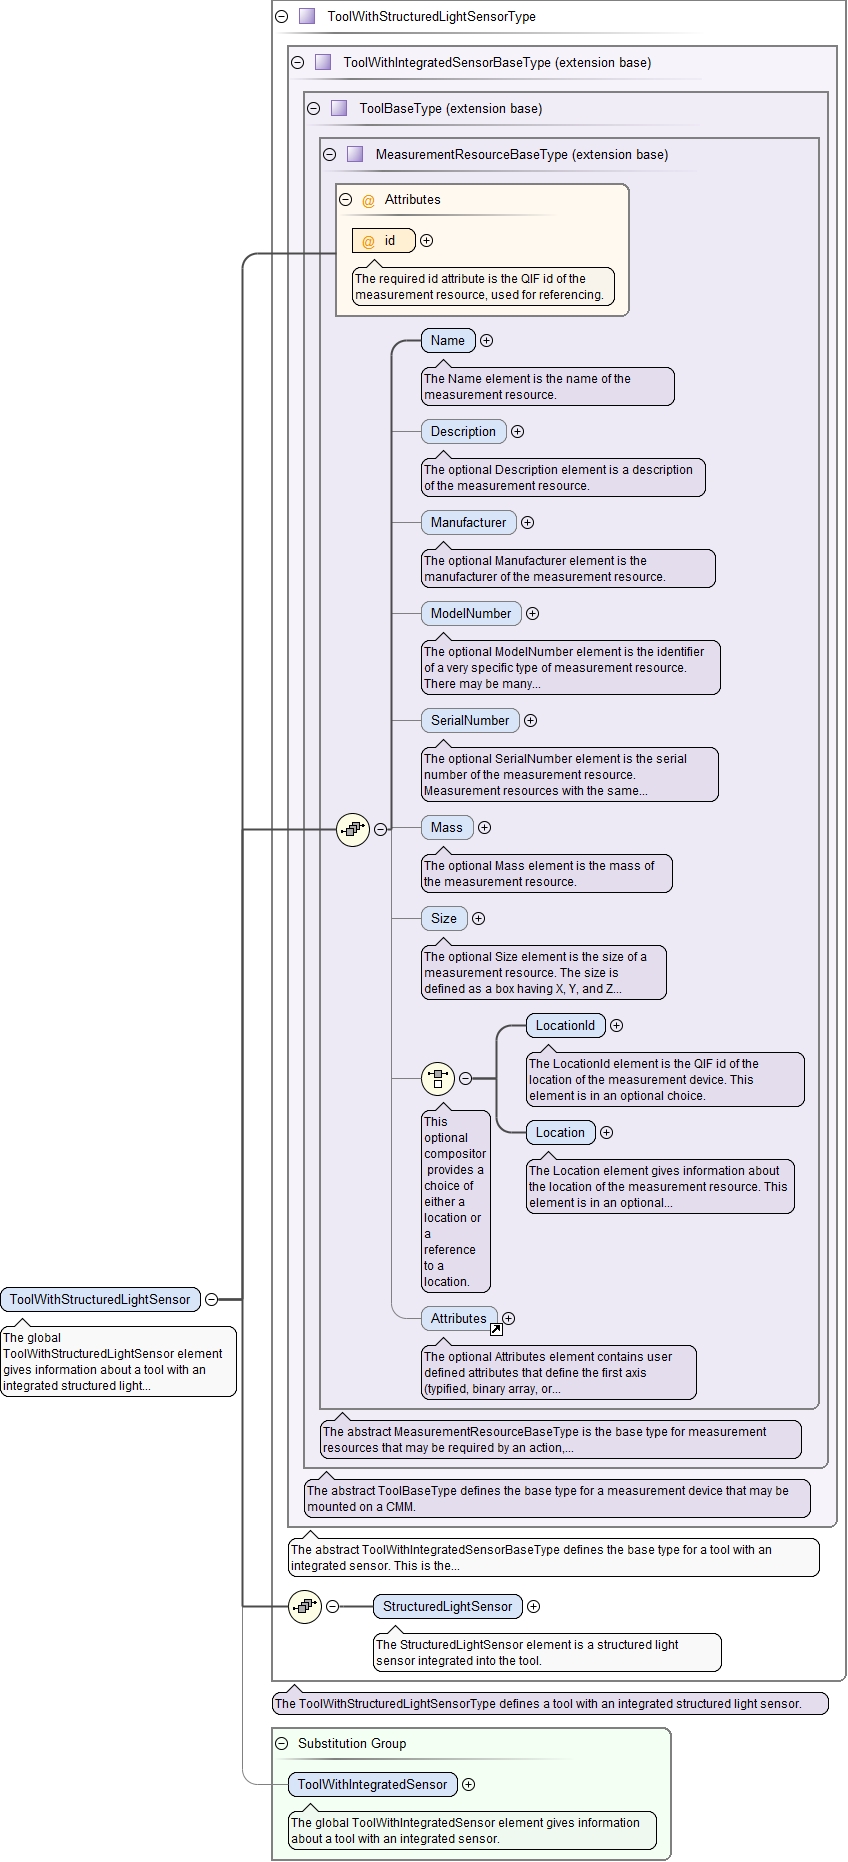 ToolWithStructuredLightSensorType
ToolWithIntegratedSensorBaseType (extension base)
ToolBaseType (extension base)
MeasurementResourceBaseType (extension base)
@ Attributes
@ id
The required id attribute is the QIF id of the
measurement resource, used for referencing.
Name
The Name element is the name of the
measurement resource.
Description
The optional Description element is a description
of the measurement resource.
Manufacturer
The optional Manufacturer element is the
manufacturer of the measurement resource.
ModelNumber
The optional ModelNumber element is the identifier
of a very specific type of measurement resource.
There may be many...
SerialNumber
The optional SerialNumber element is the serial
number of the measurement resource.
Measurement resources with the same...
Mass
The optional Mass element is the mass of
the measurement resource.
Size
The optional Size element is the size of a
measurement resource. The size is
defined as a box having X, Y, and Z...
LocationId
The LocationId element is the QIF id of the
location of the measurement device. This
element is in an optional choice.
This
optional
compositor
provides a
choice of
either a
location or
a
reference
to a
location.
Location
The Location element gives information about
the location of the measurement resource. This
element is in an optional...
ToolWithStructuredLightSensor
The global
ToolWithStructuredLightSensor element
gives information about a tool with an
integrated structured light...
Attributes
The optional Attributes element contains user
defined attributes that define the first axis
(typified, binary array, or...
The abstract MeasurementResourceBaseType is the base type for measurement
resources that may be required by an action,...
The abstract ToolBaseType defines the base type for a measurement device that may be
mounted on a CMM.
The abstract ToolWithIntegratedSensorBaseType defines the base type for a tool with an
integrated sensor. This is the...
StructuredLightSensor
The StructuredLightSensor element is a structured light
sensor integrated into the tool.
The ToolWithStructuredLightSensorType defines a tool with an integrated structured light sensor.
Substitution Group
ToolWithIntegratedSensor
The global ToolWithIntegratedSensor element gives information
about a tool with an integrated sensor.